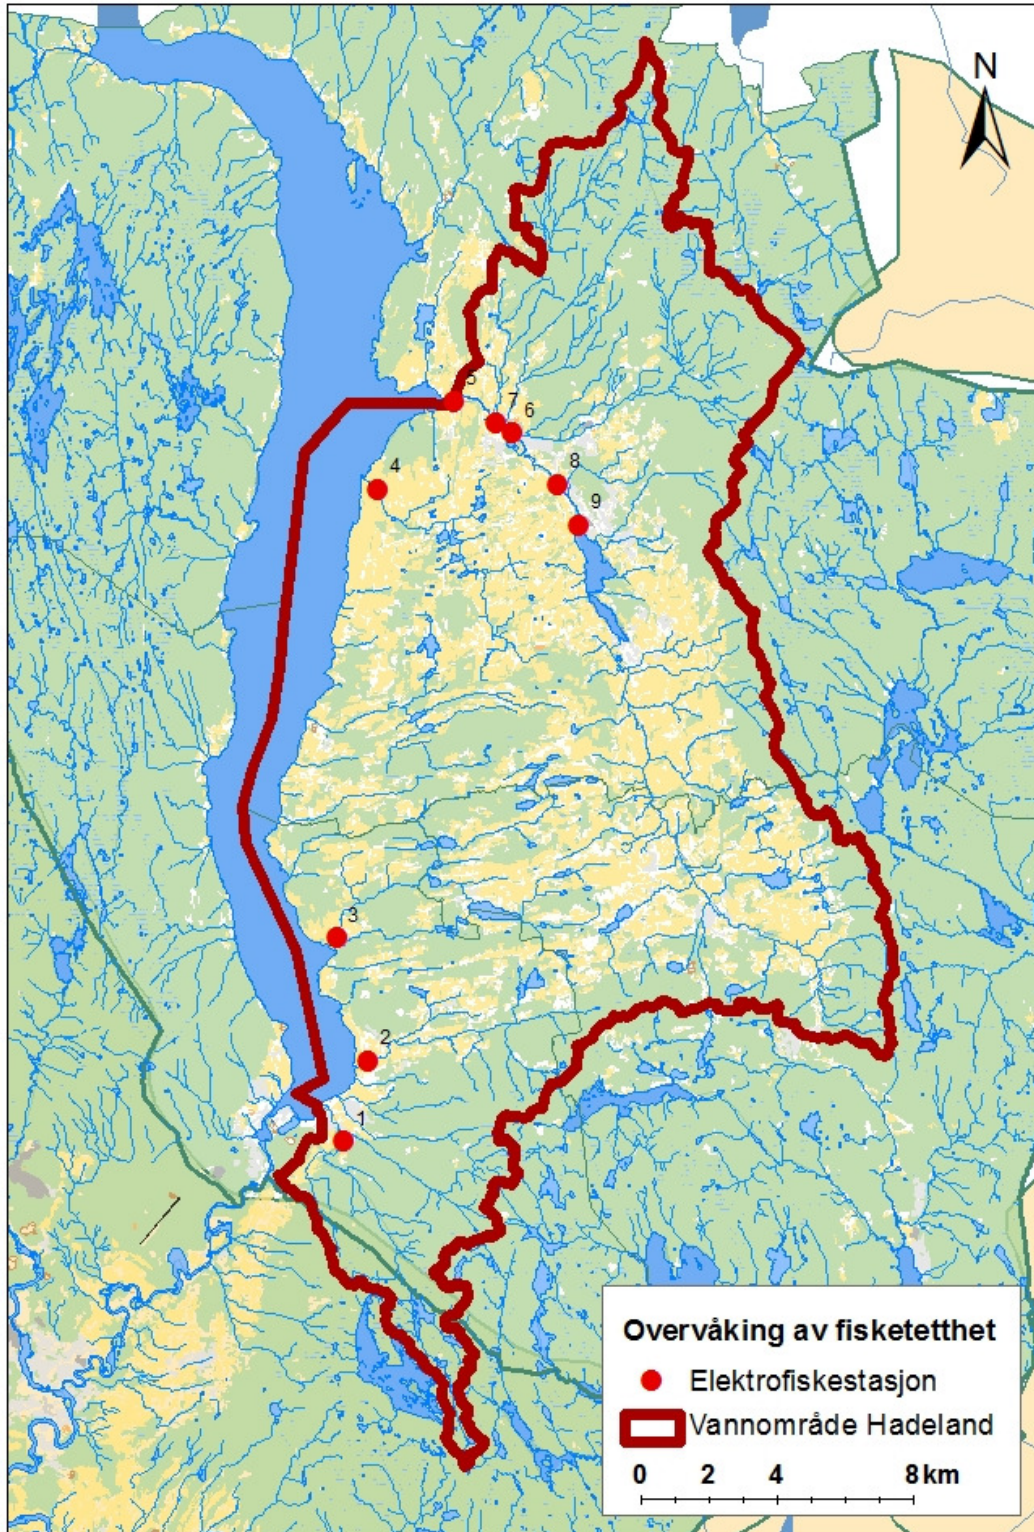 N
5
7
6
4
8
9
3
2
1
Overvåking av fisketetthet
Elektrofiskestasjon
Vannområde Hadeland
0 2 4 8 km